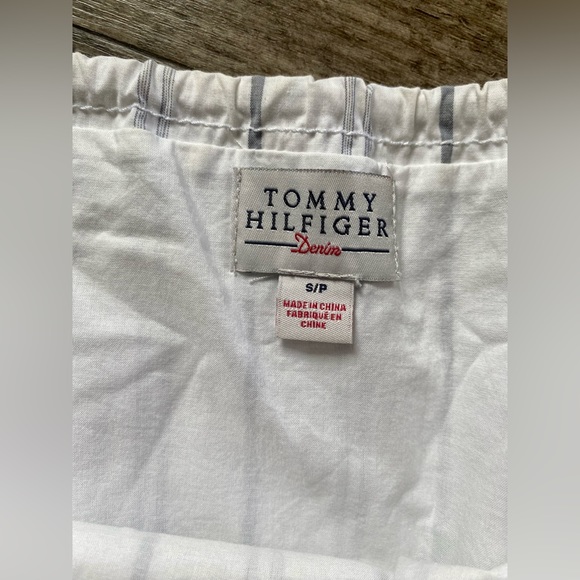 TOMMY
HILFIGER
Denim
S/P
MADE IN CHINA
FABRIQUÉ EN
CHINE